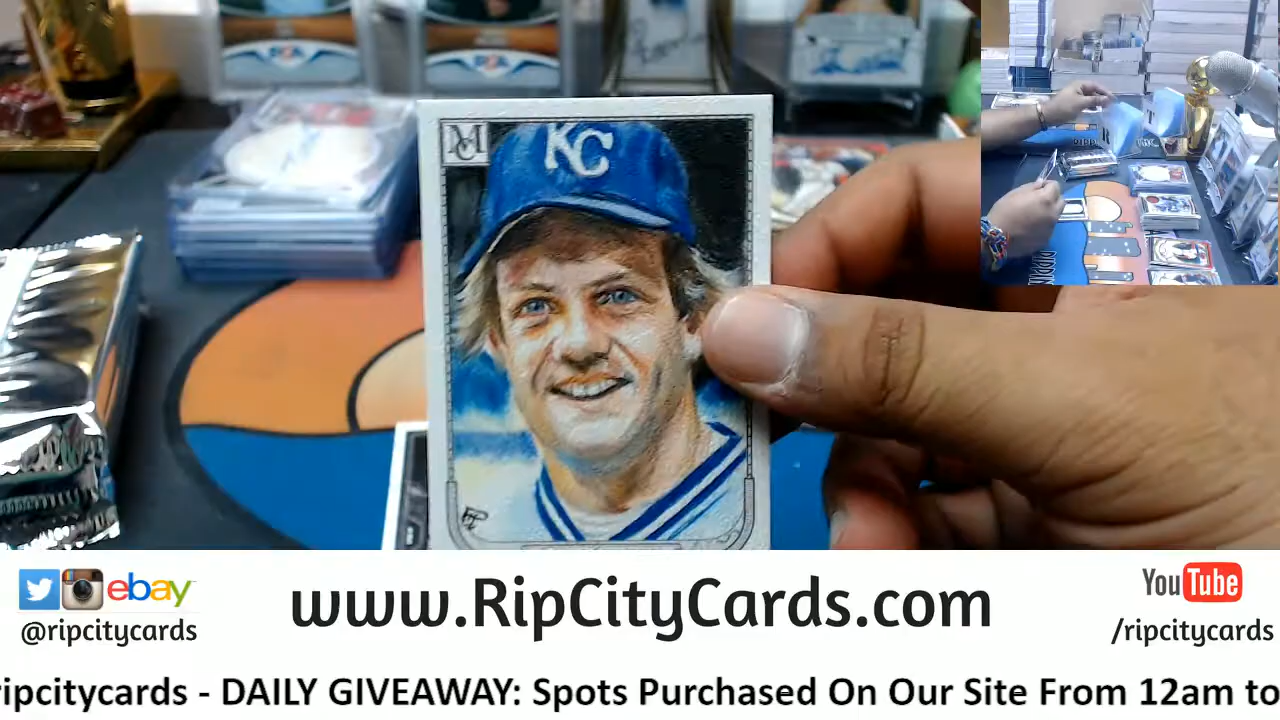 KC
MC
ebay
@ripcitycards
www.RipCityCards.com
YouTube
/ripcitycards
ripcitycards - DAILY GIVEAWAY: Spots Purchased On Our Site From 12am to